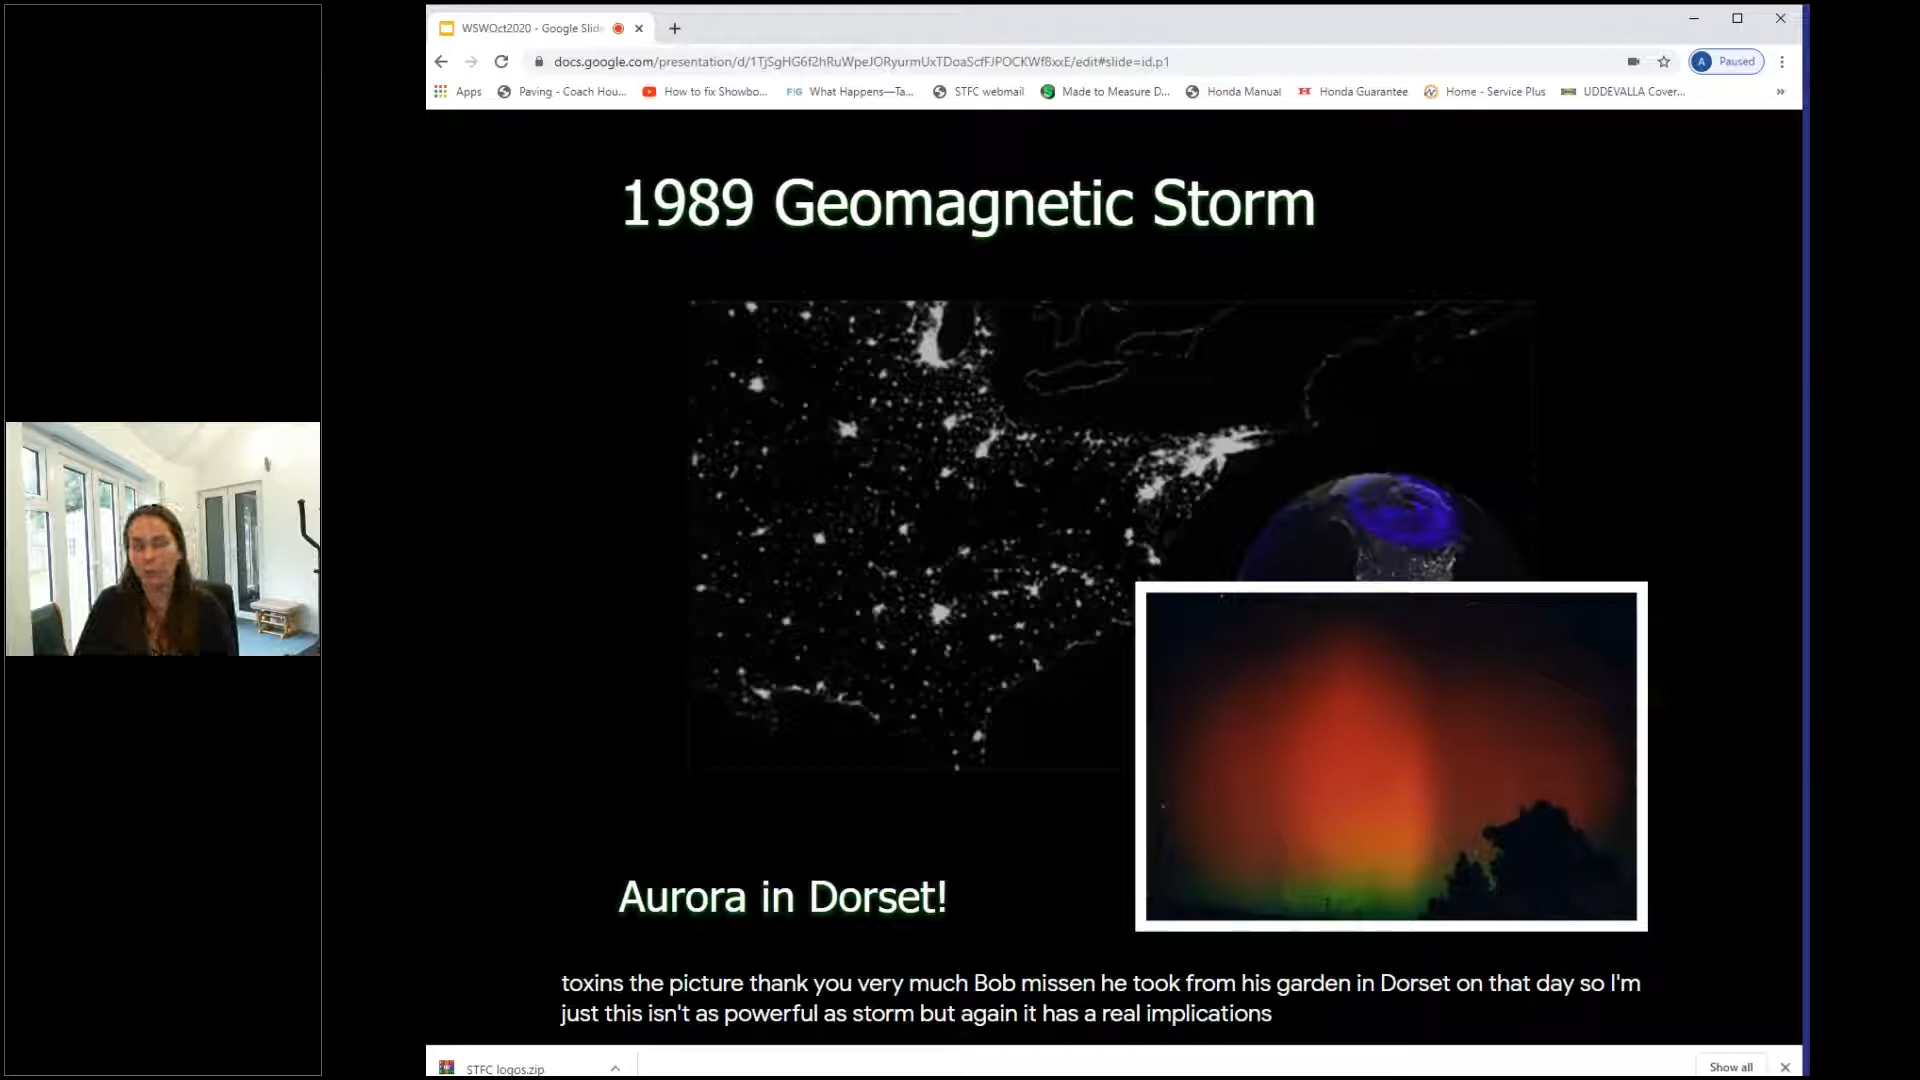 WSWOct2020 - Google Slid
docs.google.com/presentation/d/1TjSgHG6f2hRuWpeJORyurmUxTDoaScfFJPOCKWf8xxE/edit#slide=id.p1
A Paused
Apps Paving - Coach Hou... How to fix Showbo... FIG What Happens—Ta... STFC webmail Made to Measure D... Honda Manual Honda Guarantee Home - Service Plus UDDEVALLA Cover... »
1989 Geomagnetic Storm
Aurora in Dorset!
toxins the picture thank you very much Bob missen he took from his garden in Dorset on that day so I'm
just this isn't as powerful as storm but again it has a real implications
STFC logos.zip
Show all